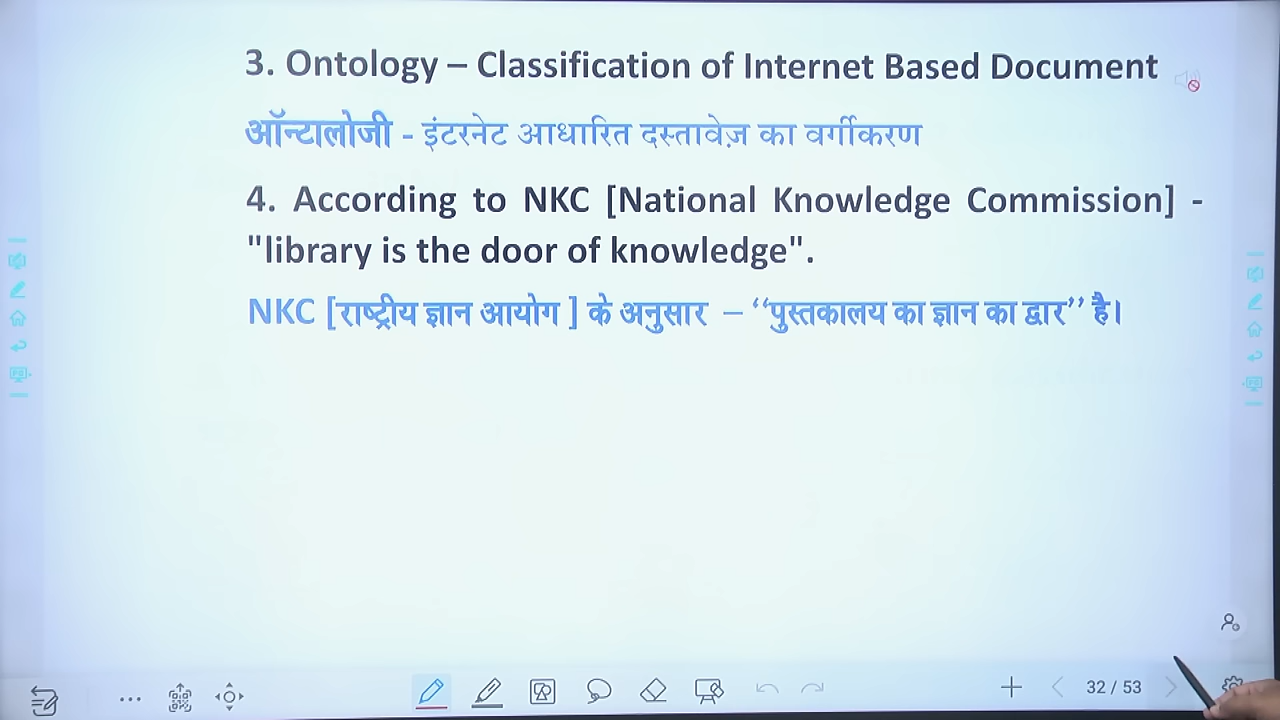 3. Ontology – Classification of Internet Based Document
ऑन्टालोजी - इंटरनेट आधारित दस्तावेज़ का वर्गीकरण
4. According to NKC [National Knowledge Commission] -
"library is the door of knowledge".
NKC [राष्ट्रीय ज्ञान आयोग ] के अनुसार – ‘‘पुस्तकालय का ज्ञान का द्वार’’ है।
32 / 53